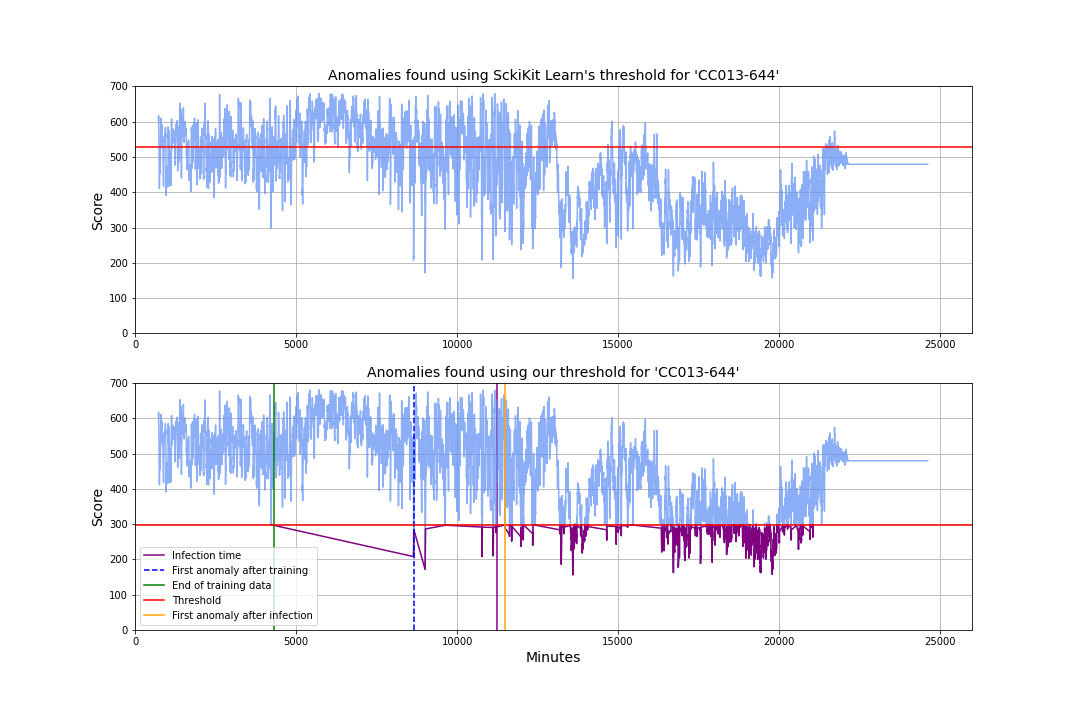 Anomalies found using SckiKit Learn's threshold for 'CC013-644'
700
600
500
400
300
200
100
0
Score
0 5000 10000 15000 20000 25000
Anomalies found using our threshold for 'CC013-644'
700
600
500
400
300
200
100
0
Score
Infection time
First anomaly after training
End of training data
Threshold
First anomaly after infection
0 5000 10000 15000 20000 25000
Minutes